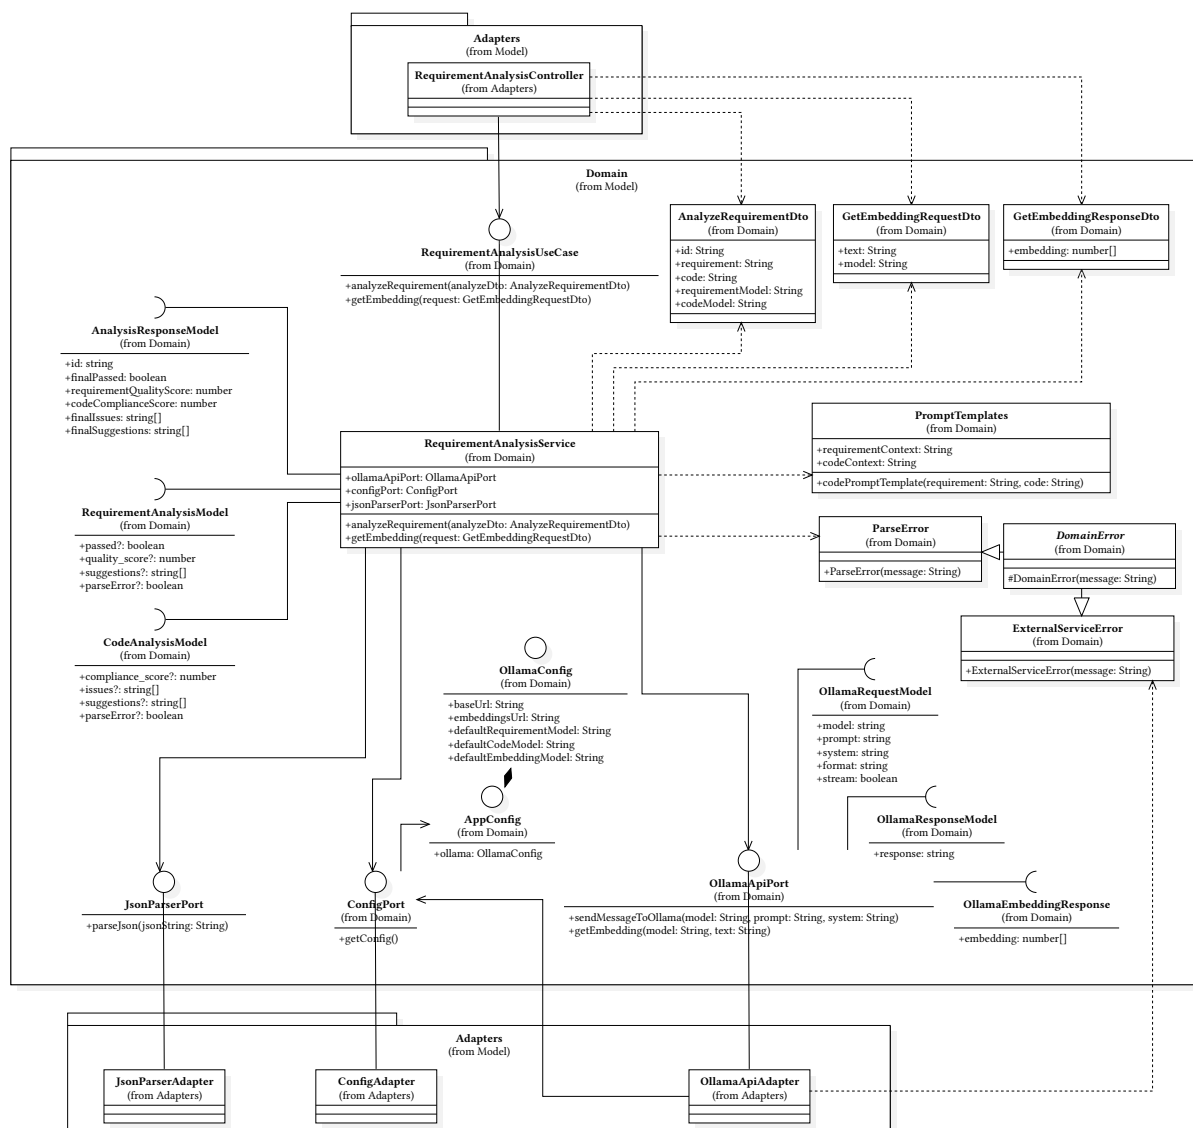 Adapters
(from Model)
RequirementAnalysisController
(from Adapters)
Domain
(from Model)
RequirementAnalysisUseCase
(from Domain)
+analyzeRequirement(analyzeDto: AnalyzeRequirementDto)
+getEmbedding(request: GetEmbeddingRequestDto)
AnalyzeRequirementDto
(from Domain)
+id: String
+requirement: String
+code: String
+requirementModel: String
+codeModel: String
GetEmbeddingRequestDto
(from Domain)
+text: String
+model: String
GetEmbeddingResponseDto
(from Domain)
+embedding: number[]
AnalysisResponseModel
(from Domain)
+id: string
+finalPassed: boolean
+requirementQualityScore: number
+codeComplianceScore: number
+finalIssues: string[]
+finalSuggestions: string[]
RequirementAnalysisService
(from Domain)
+ollamaApiPort: OllamaApiPort
+configPort: ConfigPort
+jsonParserPort: JsonParserPort
+analyzeRequirement(analyzeDto: AnalyzeRequirementDto)
+getEmbedding(request: GetEmbeddingRequestDto)
PromptTemplates
(from Domain)
+requirementContext: String
+codeContext: String
+codePromptTemplate(requirement: String, code: String)
RequirementAnalysisModel
(from Domain)
+passed?: boolean
+quality_score?: number
+suggestions?: string[]
+parseError?: boolean
ParseError
(from Domain)
+ParseError(message: String)
DomainError
(from Domain)
#DomainError(message: String)
ExternalServiceError
(from Domain)
+ExternalServiceError(message: String)
CodeAnalysisModel
(from Domain)
+compliance_score?: number
+issues?: string[]
+suggestions?: string[]
+parseError?: boolean
OllamaConfig
(from Domain)
+baseUrl: String
+embeddingsUrl: String
+defaultRequirementModel: String
+defaultCodeModel: String
+defaultEmbeddingModel: String
OllamaRequestModel
(from Domain)
+model: string
+prompt: string
+system: string
+format: string
+stream: boolean
AppConfig
(from Domain)
+ollama: OllamaConfig
OllamaResponseModel
(from Domain)
+response: string
JsonParserPort
+parseJson(jsonString: String)
ConfigPort
(from Domain)
+getConfig()
OllamaApiPort
(from Domain)
+sendMessageToOllama(model: String, prompt: String, system: String)
+getEmbedding(model: String, text: String)
OllamaEmbeddingResponse
(from Domain)
+embedding: number[]
Adapters
(from Model)
JsonParserAdapter
(from Adapters)
ConfigAdapter
(from Adapters)
OllamaApiAdapter
(from Adapters)